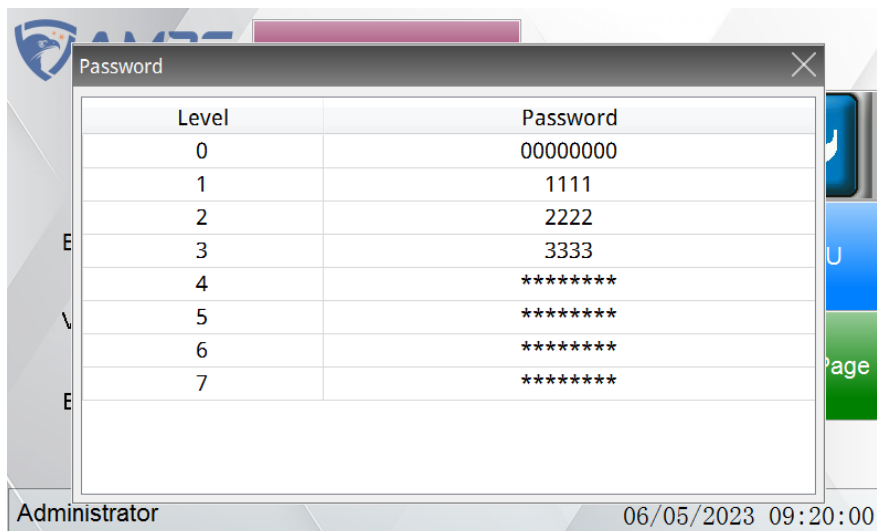 Password
Level Password
0 00000000
1 1111
2 2222
3 3333
4 ********
5 ********
6 ********
7 ********
U
Page
Administrator 06/05/2023 09:20:00